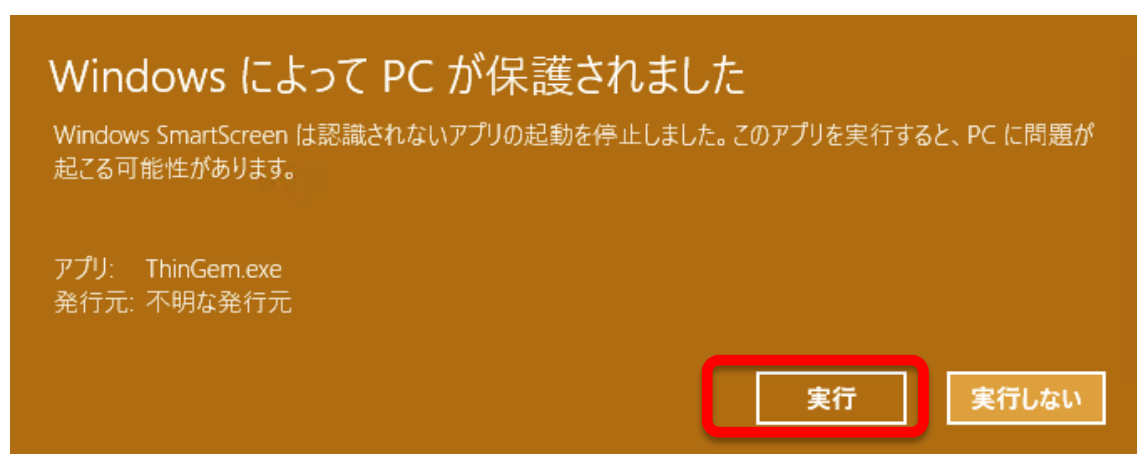 Windows によって PC が保護されました
Windows SmartScreen は認識されないアプリの起動を停止しました。このアプリを実行すると、PC に問題が
起こる可能性があります。
アプリ: ThinGem.exe
発行元: 不明な発行元
実行
実行しない